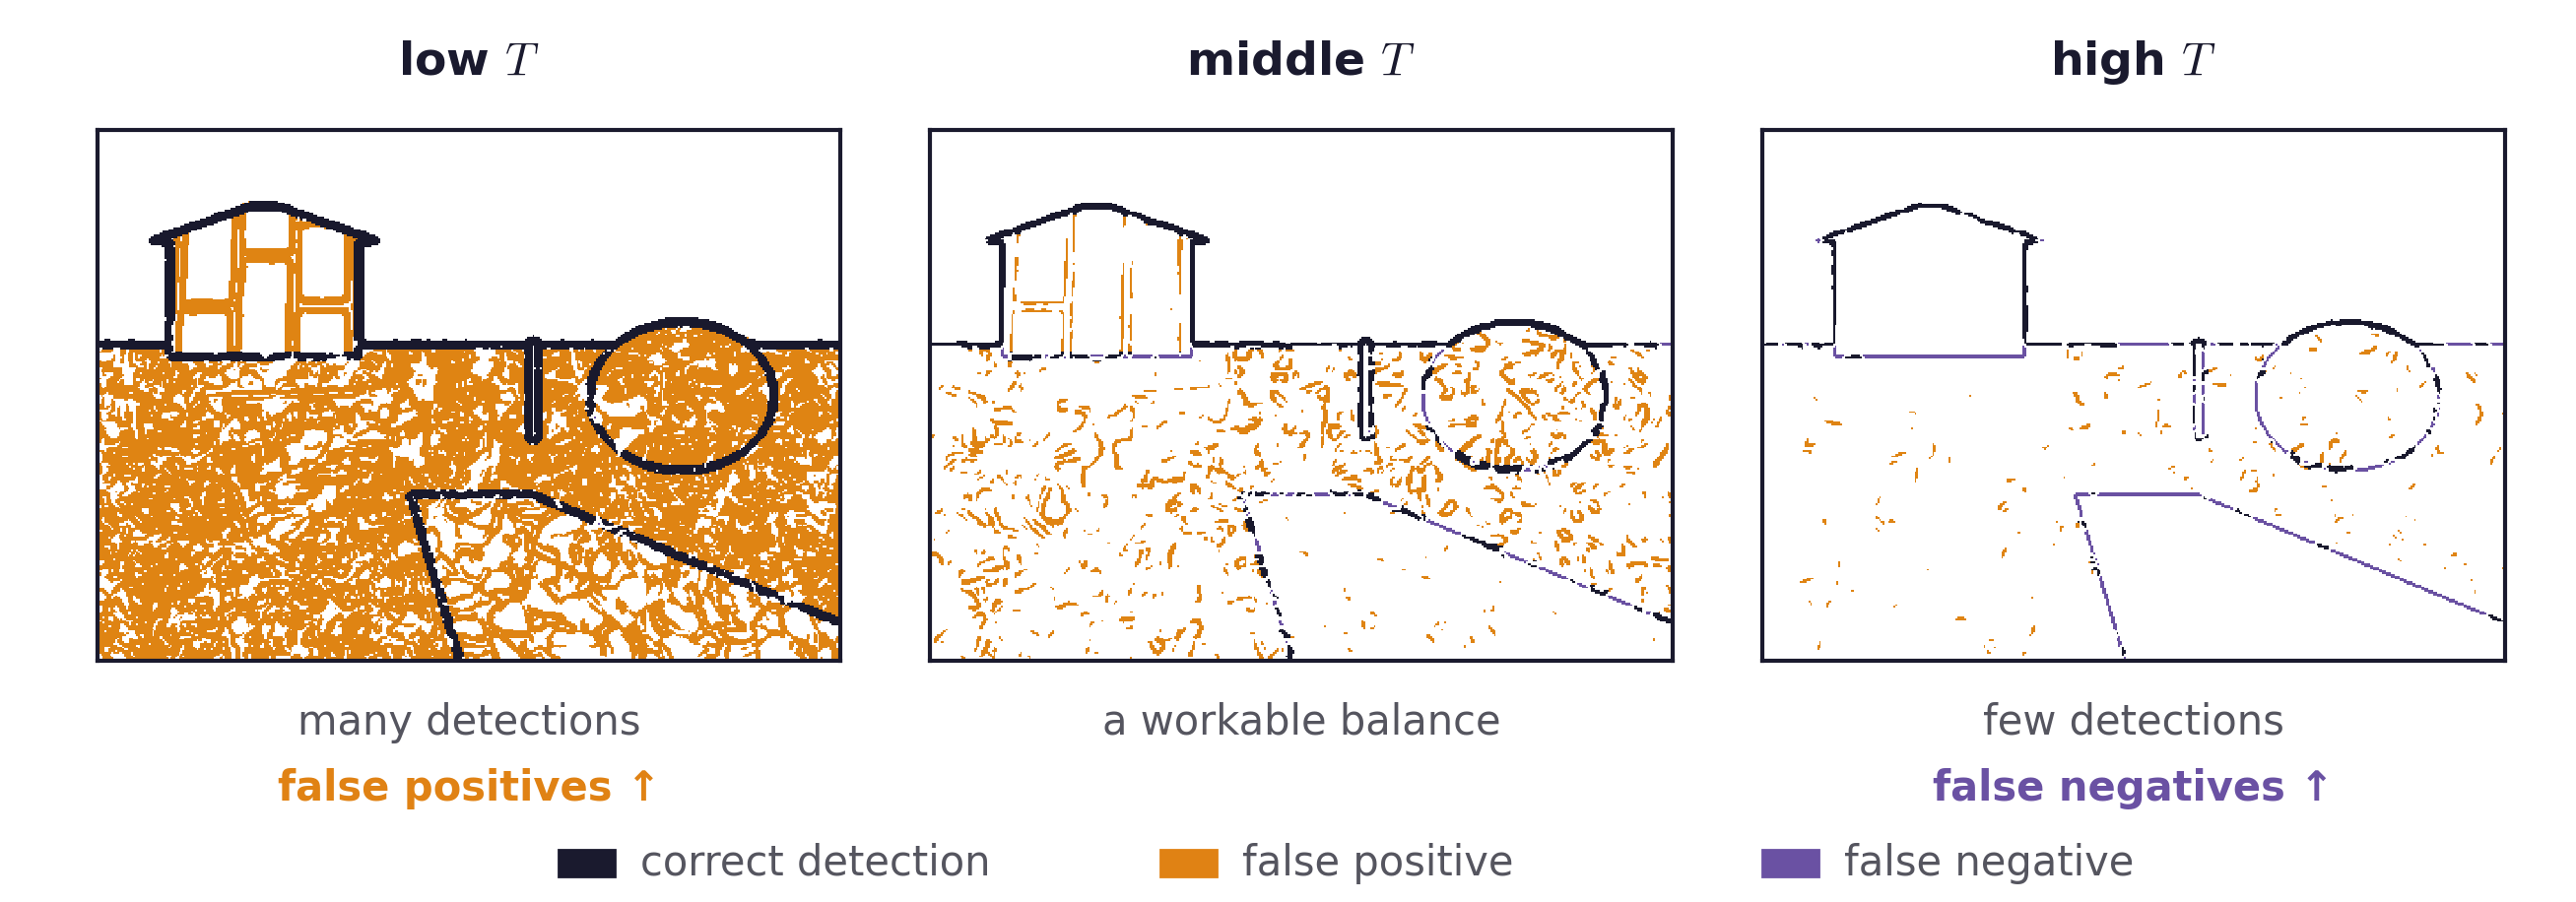 low T
middle T
high T
many detections
a workable balance
few detections
false positives ↑
false negatives ↑
correct detection
false positive
false negative